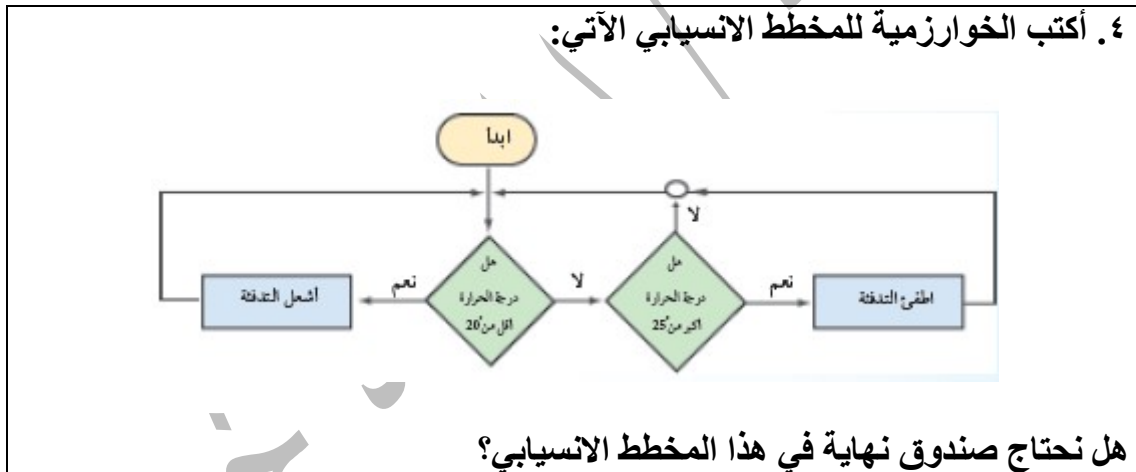 ٤. أكتب الخوارزمية للمخطط الانسيابي الآتي:
ابدأ
لا
هل
درجة الحرارة
أقل من 20°
نعم
أشعل التدفئة
لا
هل
درجة الحرارة
أكبر من 25°
نعم
اطفئ التدفئة
هل نحتاج صندوق نهاية في هذا المخطط الانسيابي؟